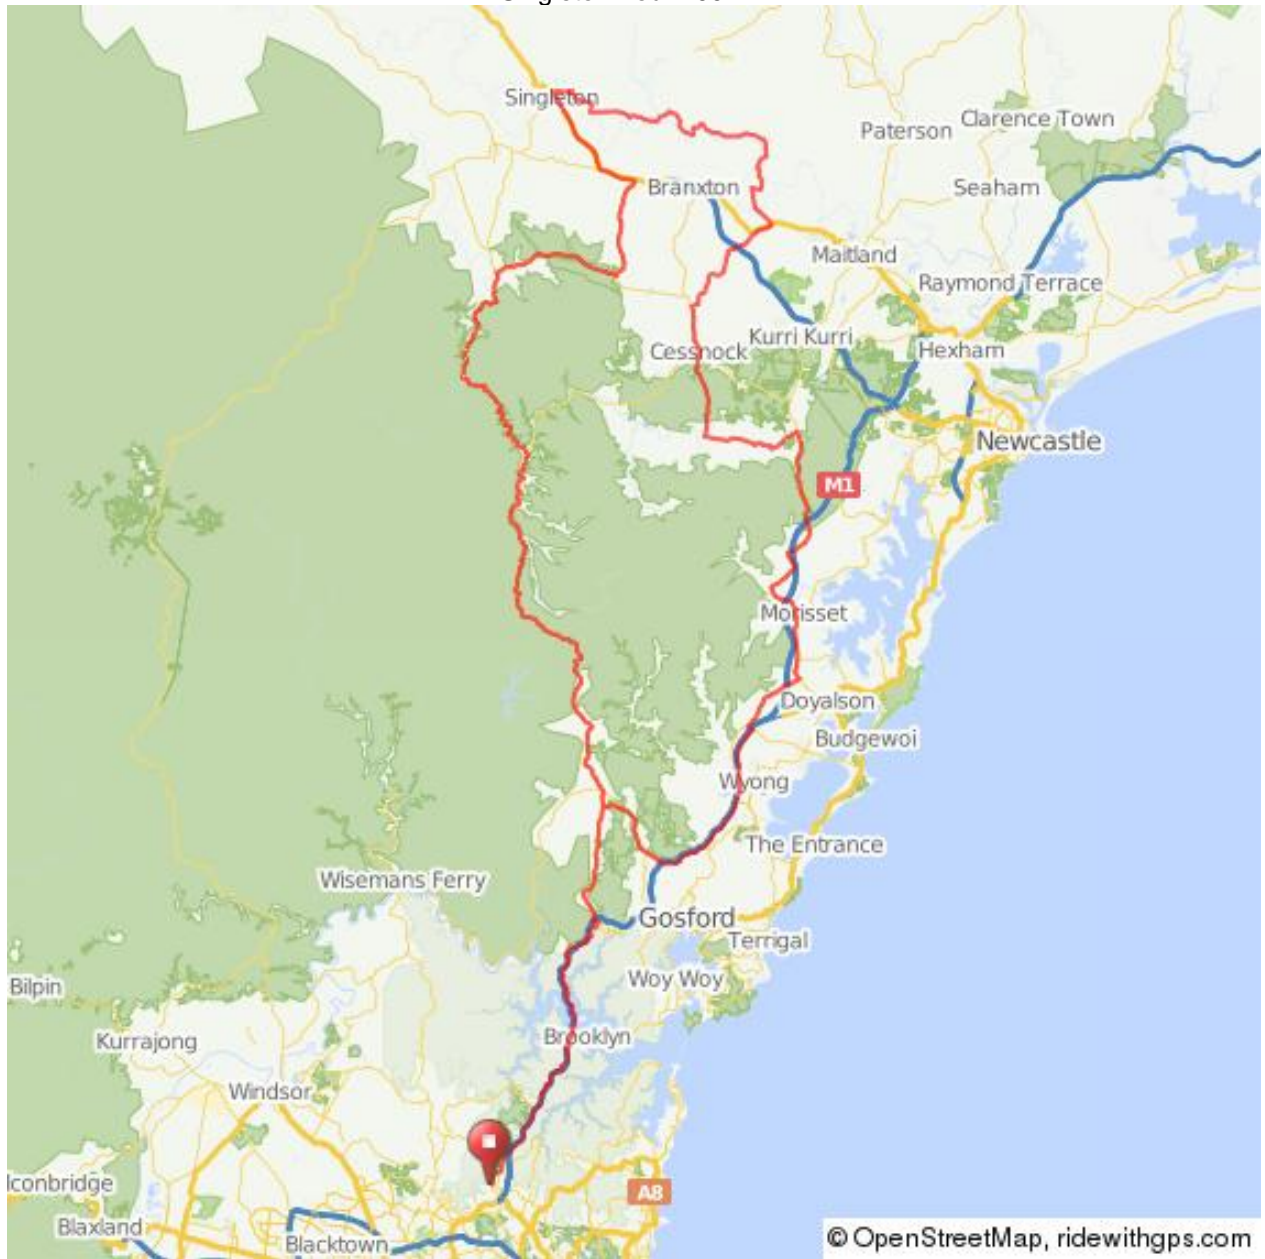 Singleton
Clarence Town
Paterson
Branxton
Seaham
Maitland
Raymond Terrace
Kurri Kurri
Cessnock
Hexham
Newcastle
M1
Morisset
Doyalson
Budgewoi
Wyong
The Entrance
Wisemans Ferry
Gosford
Terrigal
Woy Woy
Bilpin
Brooklyn
Kurrajong
Windsor
lconbridge
A8
Blaxland
Blacktown
© OpenStreetMap, ridewithgps.com